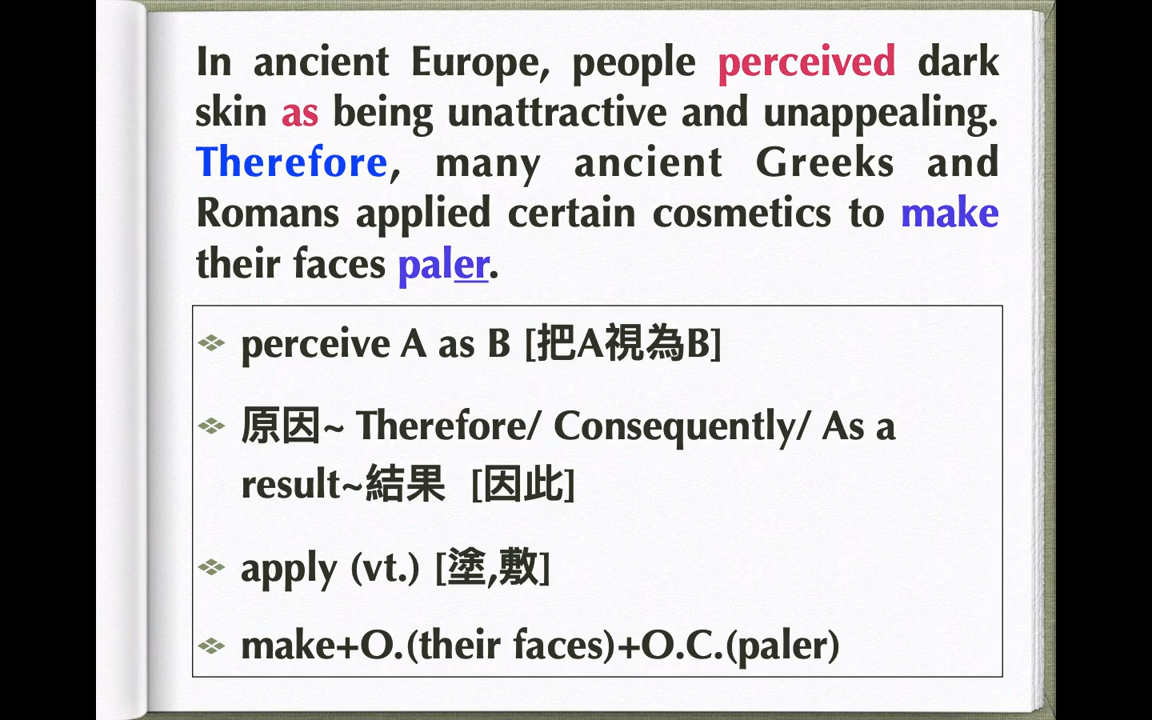 In ancient Europe, people perceived dark
skin as being unattractive and unappealing.
Therefore, many ancient Greeks and
Romans applied certain cosmetics to make
their faces paler.
perceive A as B [把A視為B]
原因~ Therefore/ Consequently/ As a
result~結果 [因此]
apply (vt.) [塗,敷]
make+O.(their faces)+O.C.(paler)